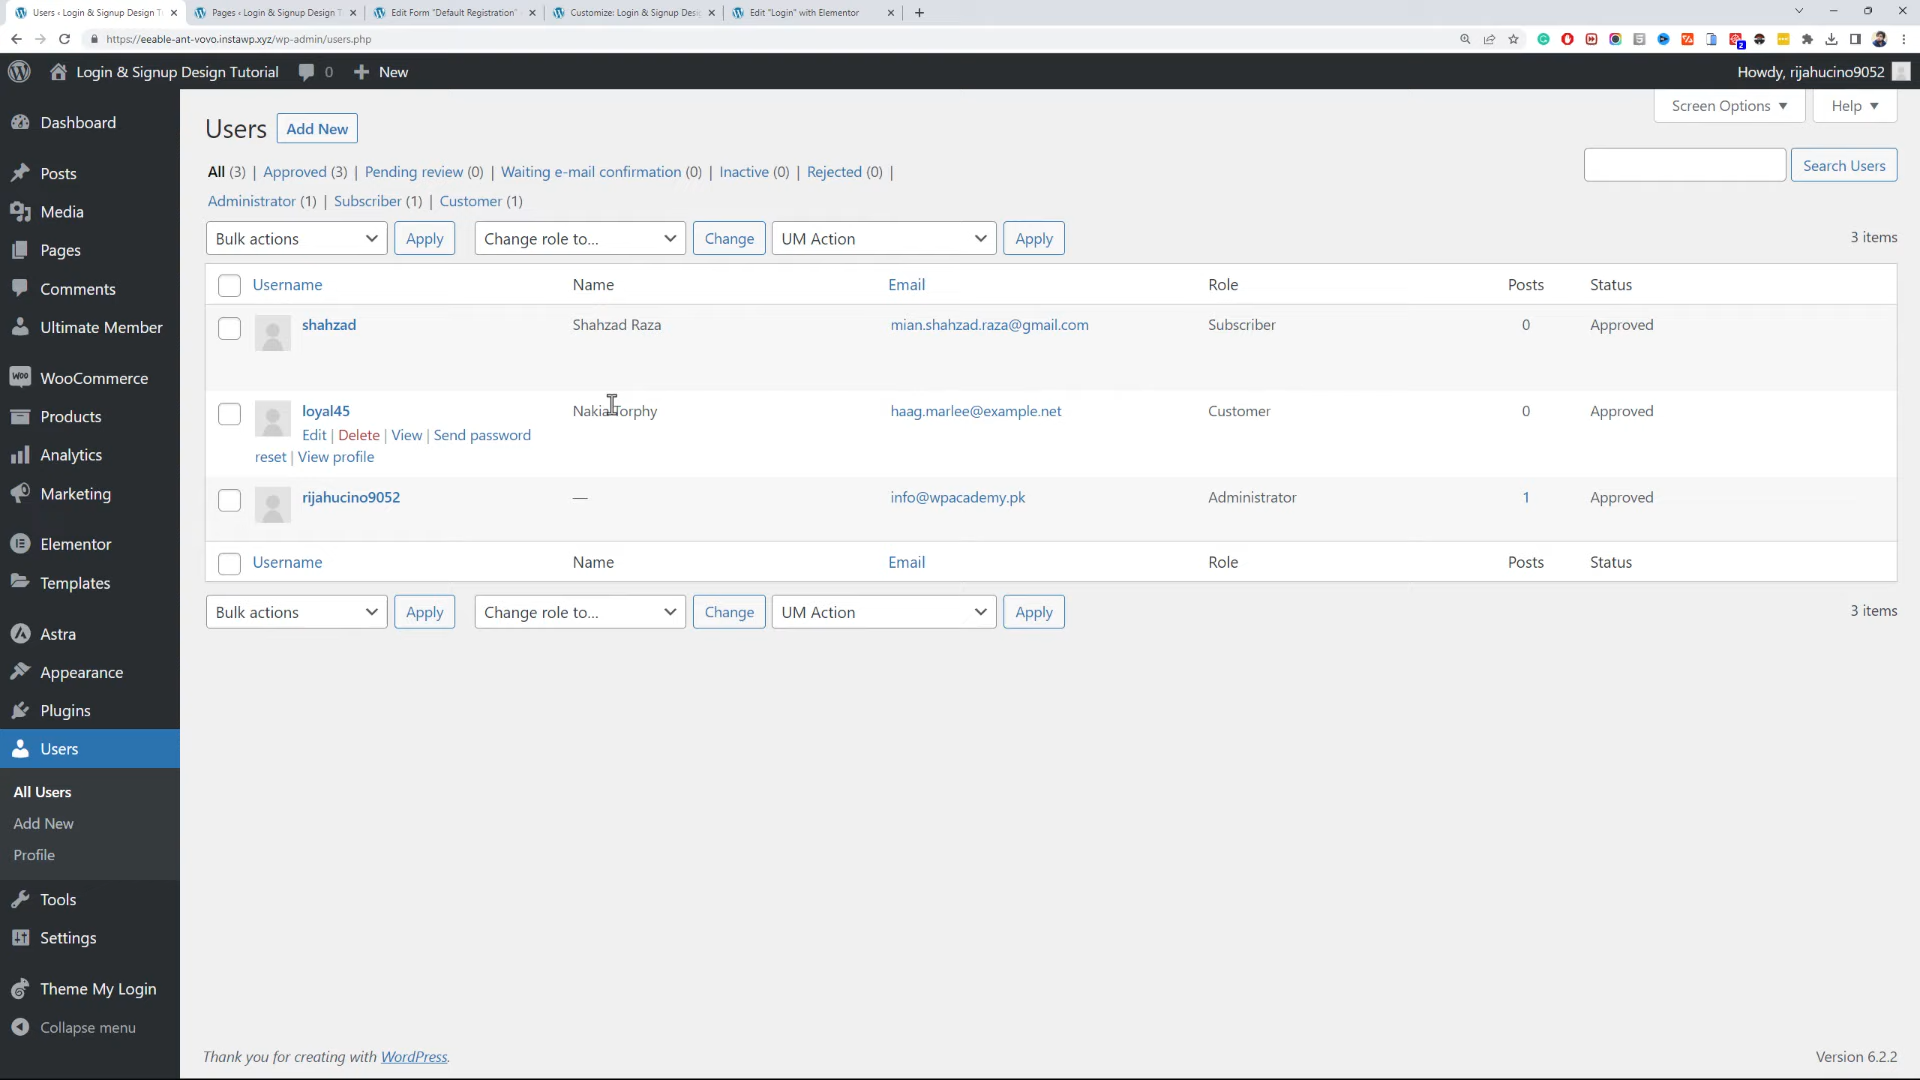 Users ‹ Login & Signup Design T
Pages ‹ Login & Signup Design T
Edit Form "Default Registration"
Customize: Login & Signup Desi
Edit "Login" with Elementor
https://eeable-ant-vovo.instawp.xyz/wp-admin/users.php
2
Login & Signup Design Tutorial 0 New
Howdy, rijahucino9052
Screen Options Help
Dashboard
Posts
Media
Pages
Comments
Ultimate Member
WooCommerce
Products
Analytics
Marketing
Elementor
Templates
Astra
Appearance
Plugins
Users
All Users
Add New
Profile
Tools
Settings
Theme My Login
Collapse menu
Users Add New
All (3) | Approved (3) | Pending review (0) | Waiting e-mail confirmation (0) | Inactive (0) | Rejected (0) |
Administrator (1) | Subscriber (1) | Customer (1)
Search Users
Bulk actions Apply Change role to... Change UM Action Apply 3 items
Username Name Email Role Posts Status
shahzad Shahzad Raza mian.shahzad.raza@gmail.com Subscriber 0 Approved
loyal45 Nakia Torphy haag.marlee@example.net Customer 0 Approved
Edit | Delete | View | Send password
reset | View profile
rijahucino9052 — info@wpacademy.pk Administrator 1 Approved
Username Name Email Role Posts Status
Bulk actions Apply Change role to... Change UM Action Apply 3 items
Thank you for creating with WordPress.
Version 6.2.2